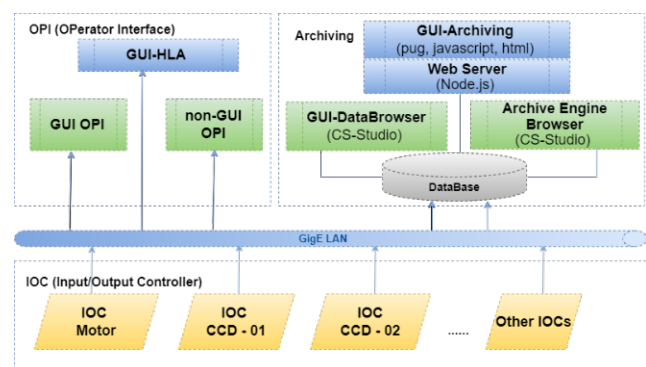 OPI (OPerator Interface)
GUI-HLA
GUI OPI
non-GUI
OPI
Archiving
GUI-Archiving
(pug, javascript, html)
Web Server
(Node.js)
GUI-DataBrowser
(CS-Studio)
Archive Engine
Browser
(CS-Studio)
DataBase
GigE LAN
IOC (Input/Output Controller)
IOC
Motor
IOC
CCD - 01
IOC
CCD - 02
......
Other IOCs